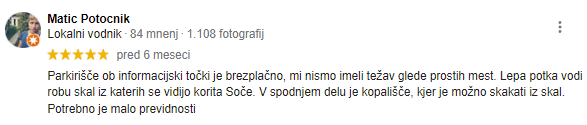 Matic Potocnik
Lokalni vodnik · 84 mnenj · 1.108 fotografij
pred 6 meseci
Parkirišče ob informacijski točki je brezplačno, mi nismo imeli težav glede prostih mest. Lepa potka vodi
robu skal iz katerih se vidijo korita Soče. V spodnjem delu je kopališče, kjer je možno skakati iz skal.
Potrebno je malo previdnosti